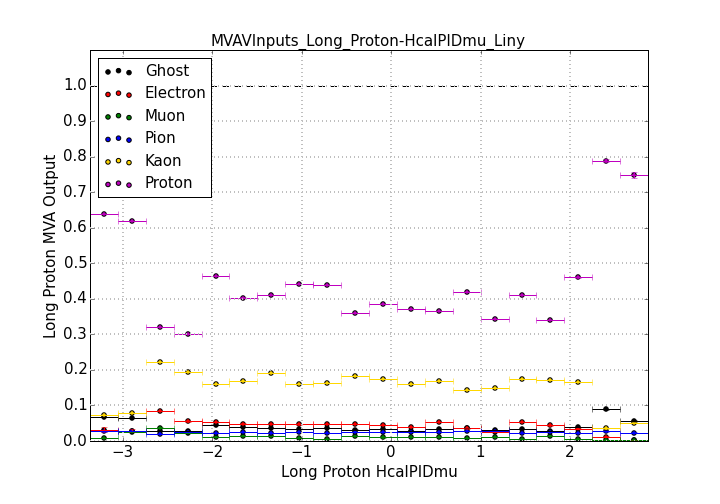 MVAVInputs_Long_Proton-HcalPIDmu_Liny
Long Proton MVA Output
1.0
0.9
0.8
0.7
0.6
0.5
0.4
0.3
0.2
0.1
0.0
Ghost
Electron
Muon
Pion
Kaon
Proton
−3 −2 −1 0 1 2
Long Proton HcalPIDmu